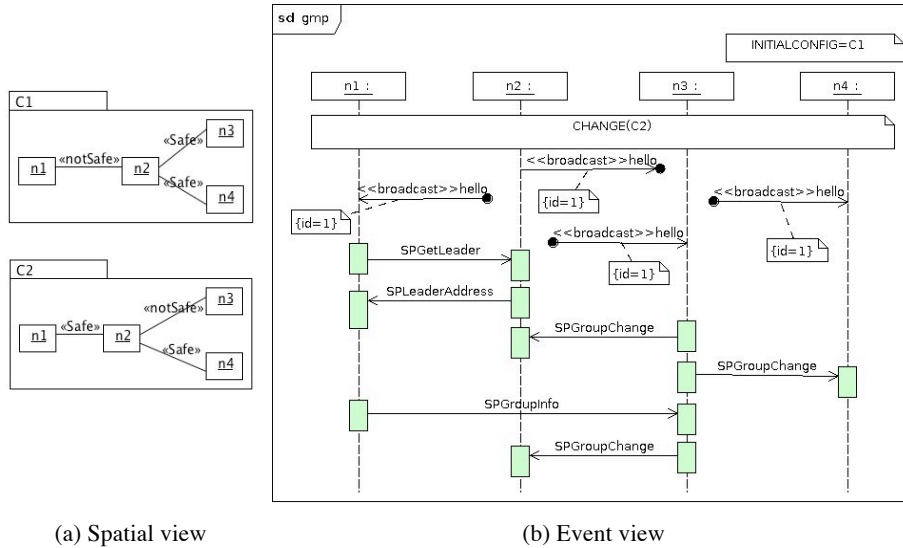 C1
n1
«notSafe»
n2
«Safe»
n3
«Safe»
n4
C2
n1
«Safe»
n2
«notSafe»
n3
«Safe»
n4
(a) Spatial view
sd gmp
INITIALCONFIG=C1
n1 :
n2 :
n3 :
n4 :
CHANGE(C2)
<<broadcast>>hello
<<broadcast>>hello
<<broadcast>>hello
{id=1}
{id=1}
<<broadcast>>hello
{id=1}
{id=1}
SPGetLeader
SPLeaderAddress
SPGroupChange
SPGroupChange
SPGroupInfo
SPGroupChange
(b) Event view